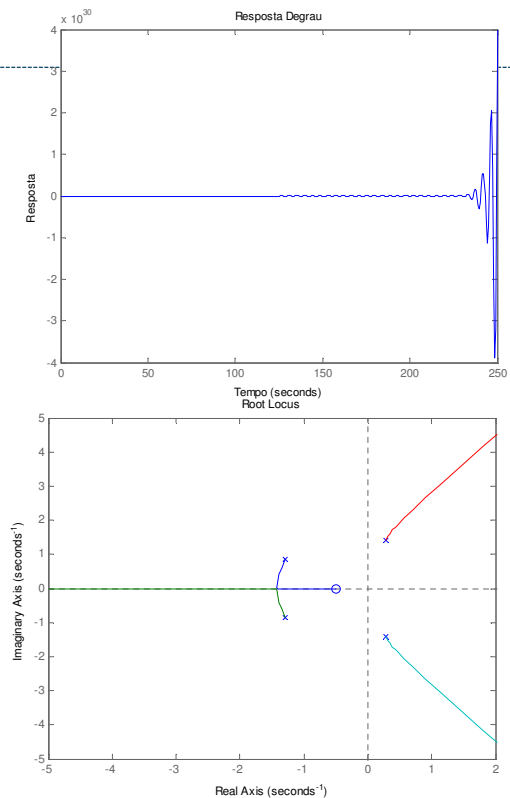 Resposta Degrau
x 10^30
4
3
2
1
0
-1
-2
-3
-4
Resposta
0 50 100 150 200 250
Tempo (seconds)
Root Locus
5
4
3
2
1
0
-1
-2
-3
-4
-5
Imaginary Axis (seconds^-1)
-5 -4 -3 -2 -1 0 1 2
Real Axis (seconds^-1)